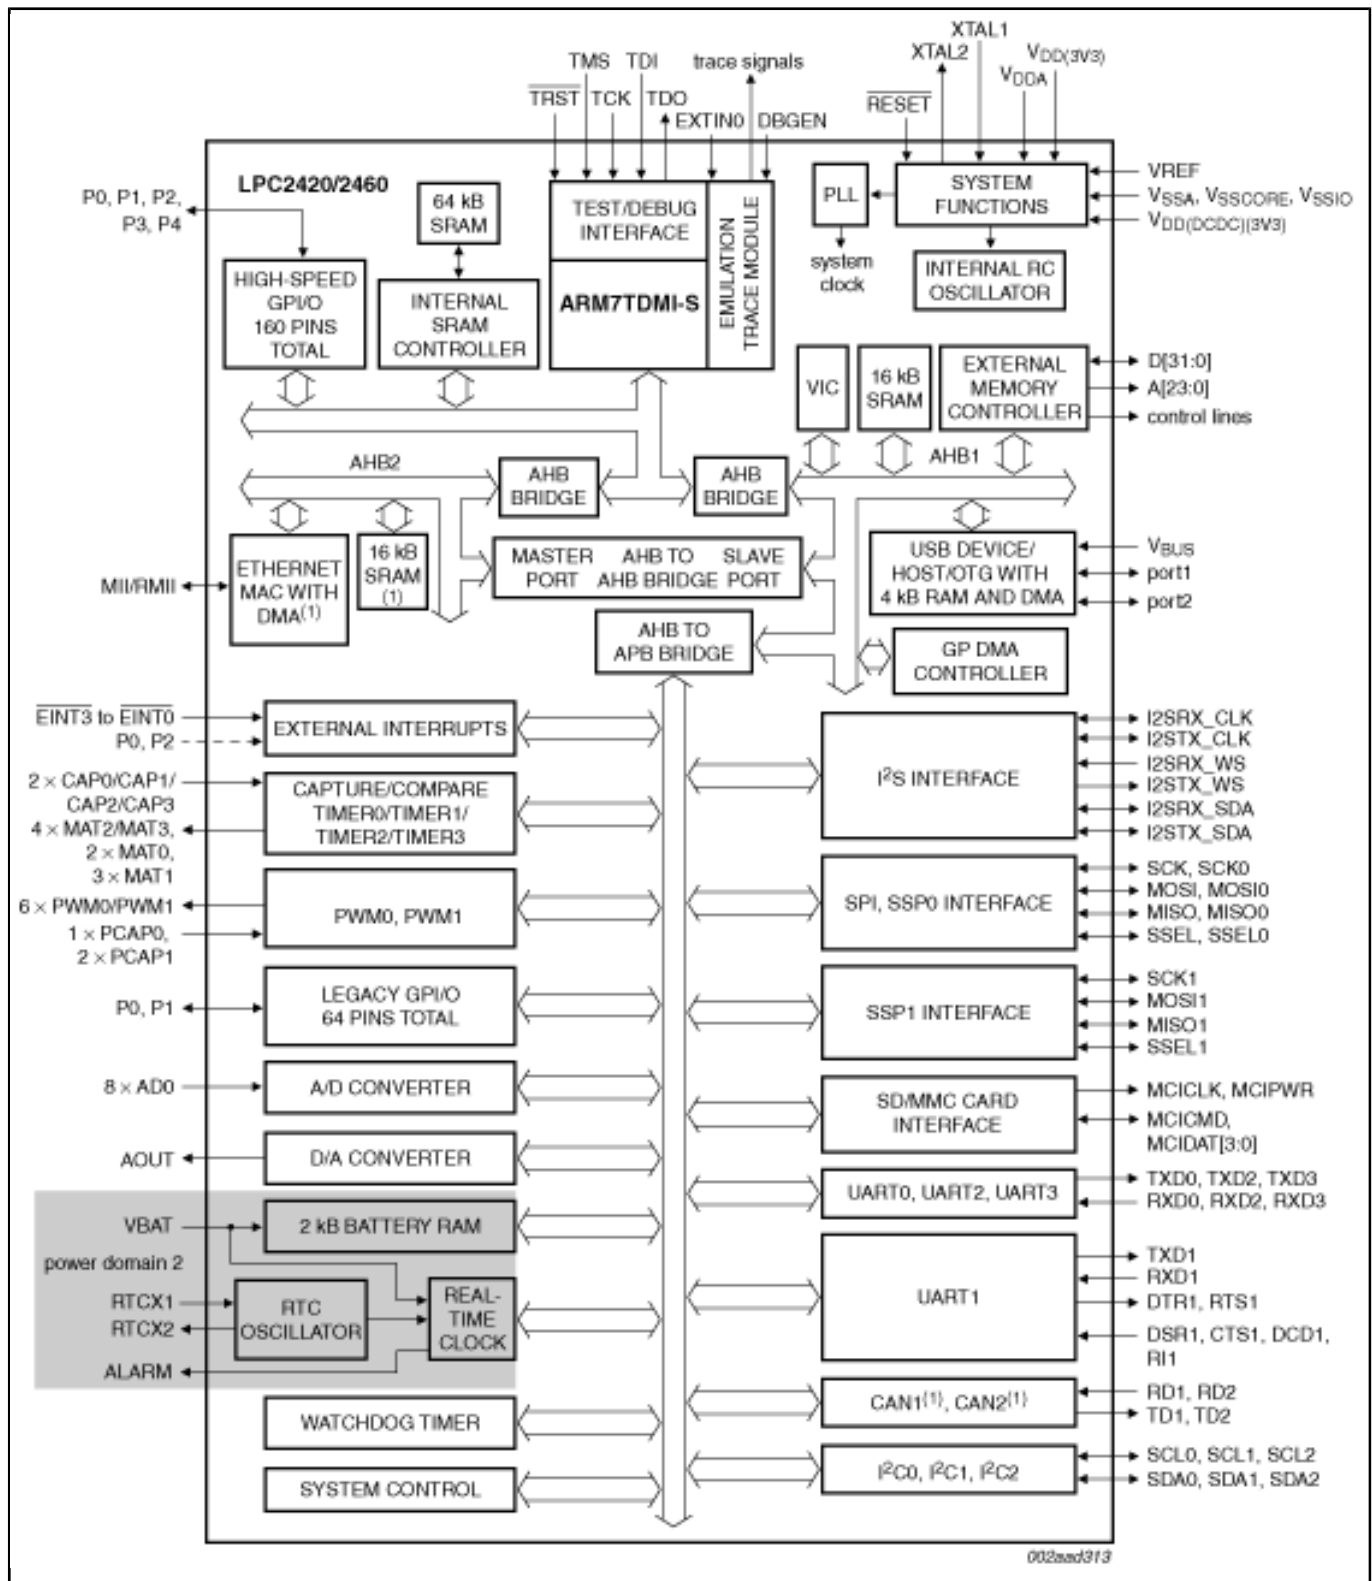 XTAL1
XTAL2
VDD(3V3)
VDDA
RESET
TMS TDI trace signals
TRST TCK TDO
EXTIN0 DBGEN
LPC2420/2460
P0, P1, P2,
P3, P4
64 kB
SRAM
TEST/DEBUG
INTERFACE
EMULATION
TRACE MODULE
PLL
SYSTEM
FUNCTIONS
VREF
VSSA, VSSCORE, VSSIO
VDD(DCDC)(3V3)
system
clock
INTERNAL RC
OSCILLATOR
HIGH-SPEED
GPI/O
160 PINS
TOTAL
INTERNAL
SRAM
CONTROLLER
ARM7TDMI-S
VIC
16 kB
SRAM
EXTERNAL
MEMORY
CONTROLLER
D[31:0]
A[23:0]
control lines
AHB2
AHB
BRIDGE
AHB
BRIDGE
AHB1
ETHERNET
MAC WITH
DMA(1)
MII/RMII
16 kB
SRAM
(1)
MASTER
PORT
AHB TO
AHB BRIDGE
SLAVE
PORT
USB DEVICE/
HOST/OTG WITH
4 kB RAM AND DMA
VBUS
port1
port2
AHB TO
APB BRIDGE
GP DMA
CONTROLLER
EINT3 to EINT0
P0, P2
EXTERNAL INTERRUPTS
2 × CAP0/CAP1/
CAP2/CAP3
4 × MAT2/MAT3,
2 × MAT0,
3 × MAT1
CAPTURE/COMPARE
TIMER0/TIMER1/
TIMER2/TIMER3
6 × PWM0/PWM1
1 × PCAP0,
2 × PCAP1
PWM0, PWM1
P0, P1
LEGACY GPI/O
64 PINS TOTAL
8 × AD0
A/D CONVERTER
AOUT
D/A CONVERTER
VBAT
2 kB BATTERY RAM
power domain 2
RTCX1
RTCX2
RTC
OSCILLATOR
REAL-
TIME
CLOCK
ALARM
WATCHDOG TIMER
SYSTEM CONTROL
I2S INTERFACE
I2SRX_CLK
I2STX_CLK
I2SRX_WS
I2STX_WS
I2SRX_SDA
I2STX_SDA
SPI, SSP0 INTERFACE
SCK, SCK0
MOSI, MOSI0
MISO, MISO0
SSEL, SSEL0
SSP1 INTERFACE
SCK1
MOSI1
MISO1
SSEL1
SD/MMC CARD
INTERFACE
MCICLK, MCIPWR
MCICMD,
MCIDAT[3:0]
UART0, UART2, UART3
TXD0, TXD2, TXD3
RXD0, RXD2, RXD3
UART1
TXD1
RXD1
DTR1, RTS1
DSR1, CTS1, DCD1,
RI1
CAN1(1), CAN2(1)
RD1, RD2
TD1, TD2
I2C0, I2C1, I2C2
SCL0, SCL1, SCL2
SDA0, SDA1, SDA2
002aad313